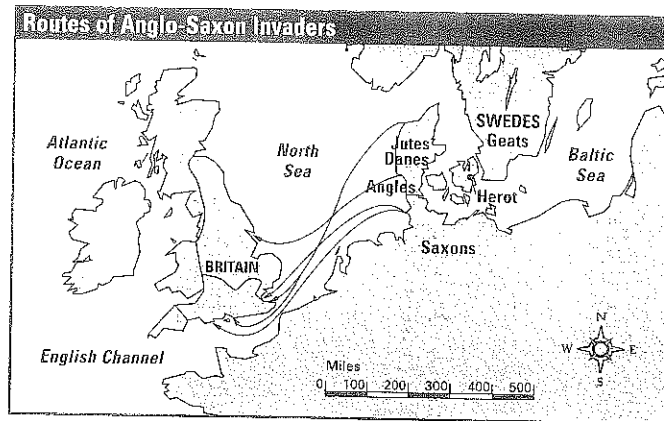 Routes of Anglo-Saxon Invaders
Atlantic
Ocean
North
Sea
Jutes
Danes
Angles
SWEDES
Geats
Baltic
Sea
Herot
Saxons
BRITAIN
English Channel
Miles
0 100 200 300 400 500
N
W E
S